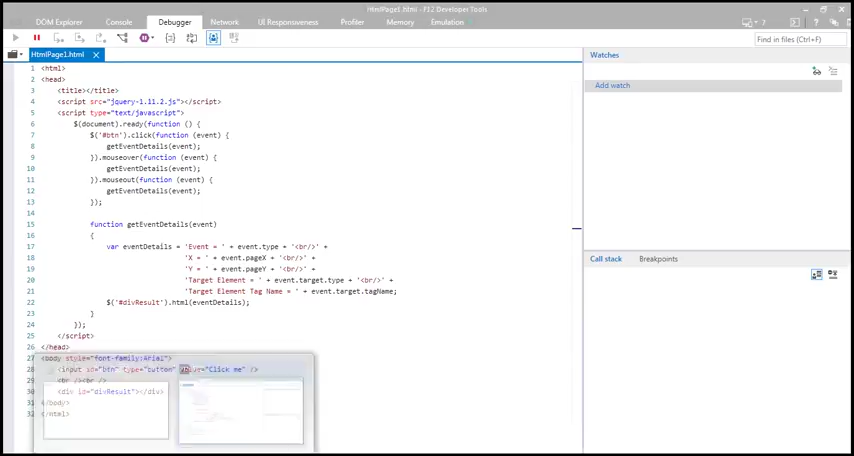 HtmlPage1.html - F12 Developer Tools
DOM Explorer Console Debugger Network UI Responsiveness Profiler Memory Emulation 7 ?
Find in files (Ctrl+F)
HtmlPage1.html
Watches
Add watch
1 <html>
2 <head>
3 <title></title>
4 <script src="jquery-1.11.2.js"></script>
5 <script type="text/javascript">
6 $(document).ready(function () {
7 $('#btn').click(function (event) {
8 getEventDetails(event);
9 }).mouseover(function (event) {
10 getEventDetails(event);
11 }).mouseout(function (event) {
12 getEventDetails(event);
13 });
14
15 function getEventDetails(event)
16 {
17 var eventDetails = 'Event = ' + event.type + '<br/>' +
18 'X = ' + event.pageX + '<br/>' +
19 'Y = ' + event.pageY + '<br/>' +
20 'Target Element = ' + event.target.type + '<br/>' +
21 'Target Element Tag Name = ' + event.target.tagName;
22 $('#divResult').html(eventDetails);
23 }
24 });
25 </script>
26 </head>
27 <body style="font-family:Arial">
28 <input id="btn" type="button" value="Click me" />
29 <br /><br />
30 <div id="divResult"></div>
31 </body>
32 </html>
Call stack Breakpoints